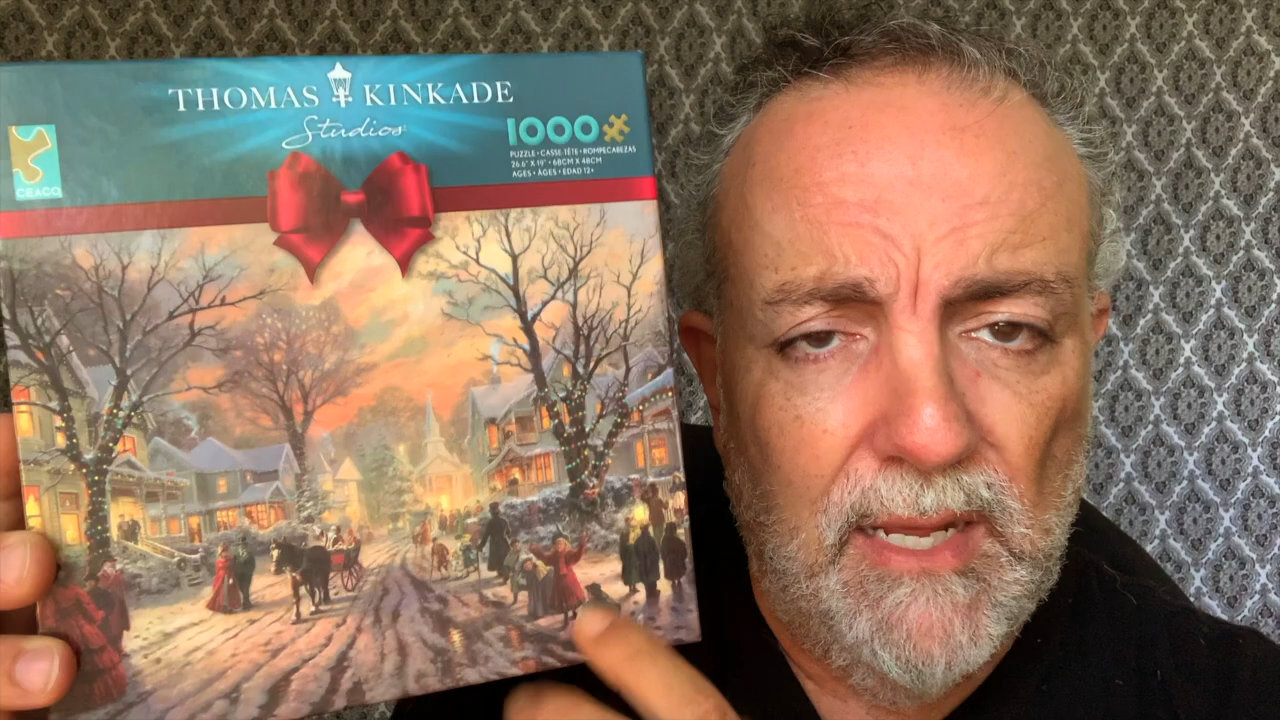 THOMAS KINKADE
Studios
CEACO
1000
PUZZLE • CASSE-TÊTE • ROMPECABEZAS
26.6" X 19" • 68CM X 48CM
AGES • ÂGES • EDAD 12+